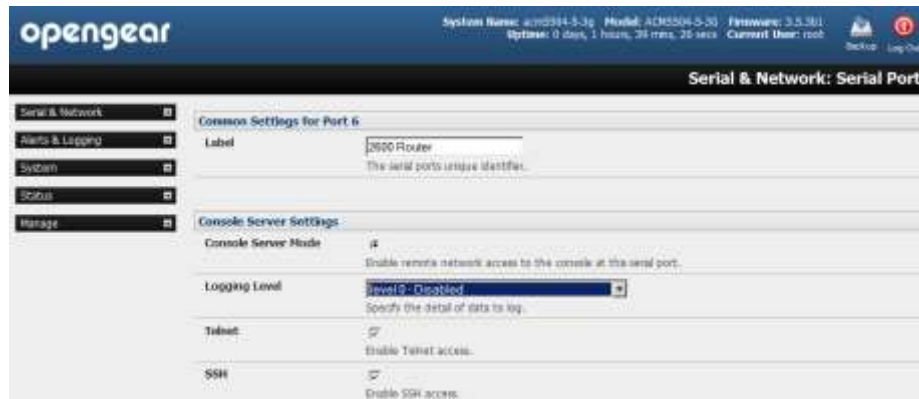 opengear
System Name: acm5504-5-3g Model: ACM5504-5-3G Firmware: 3.5.3b1
Uptime: 0 days, 1 hours, 39 mins, 26 secs Current User: root
Backup
Log Out
Serial & Network: Serial Port
Serial & Network
Alerts & Logging
System
Status
Manage
Common Settings for Port 6
Label
2600 Router
The serial ports unique identifier.
Console Server Settings
Console Server Mode
Enable remote network access to the console at this serial port.
Logging Level
level 0 - Disabled
Specify the detail of data to log.
Telnet
Enable Telnet access.
SSH
Enable SSH access.